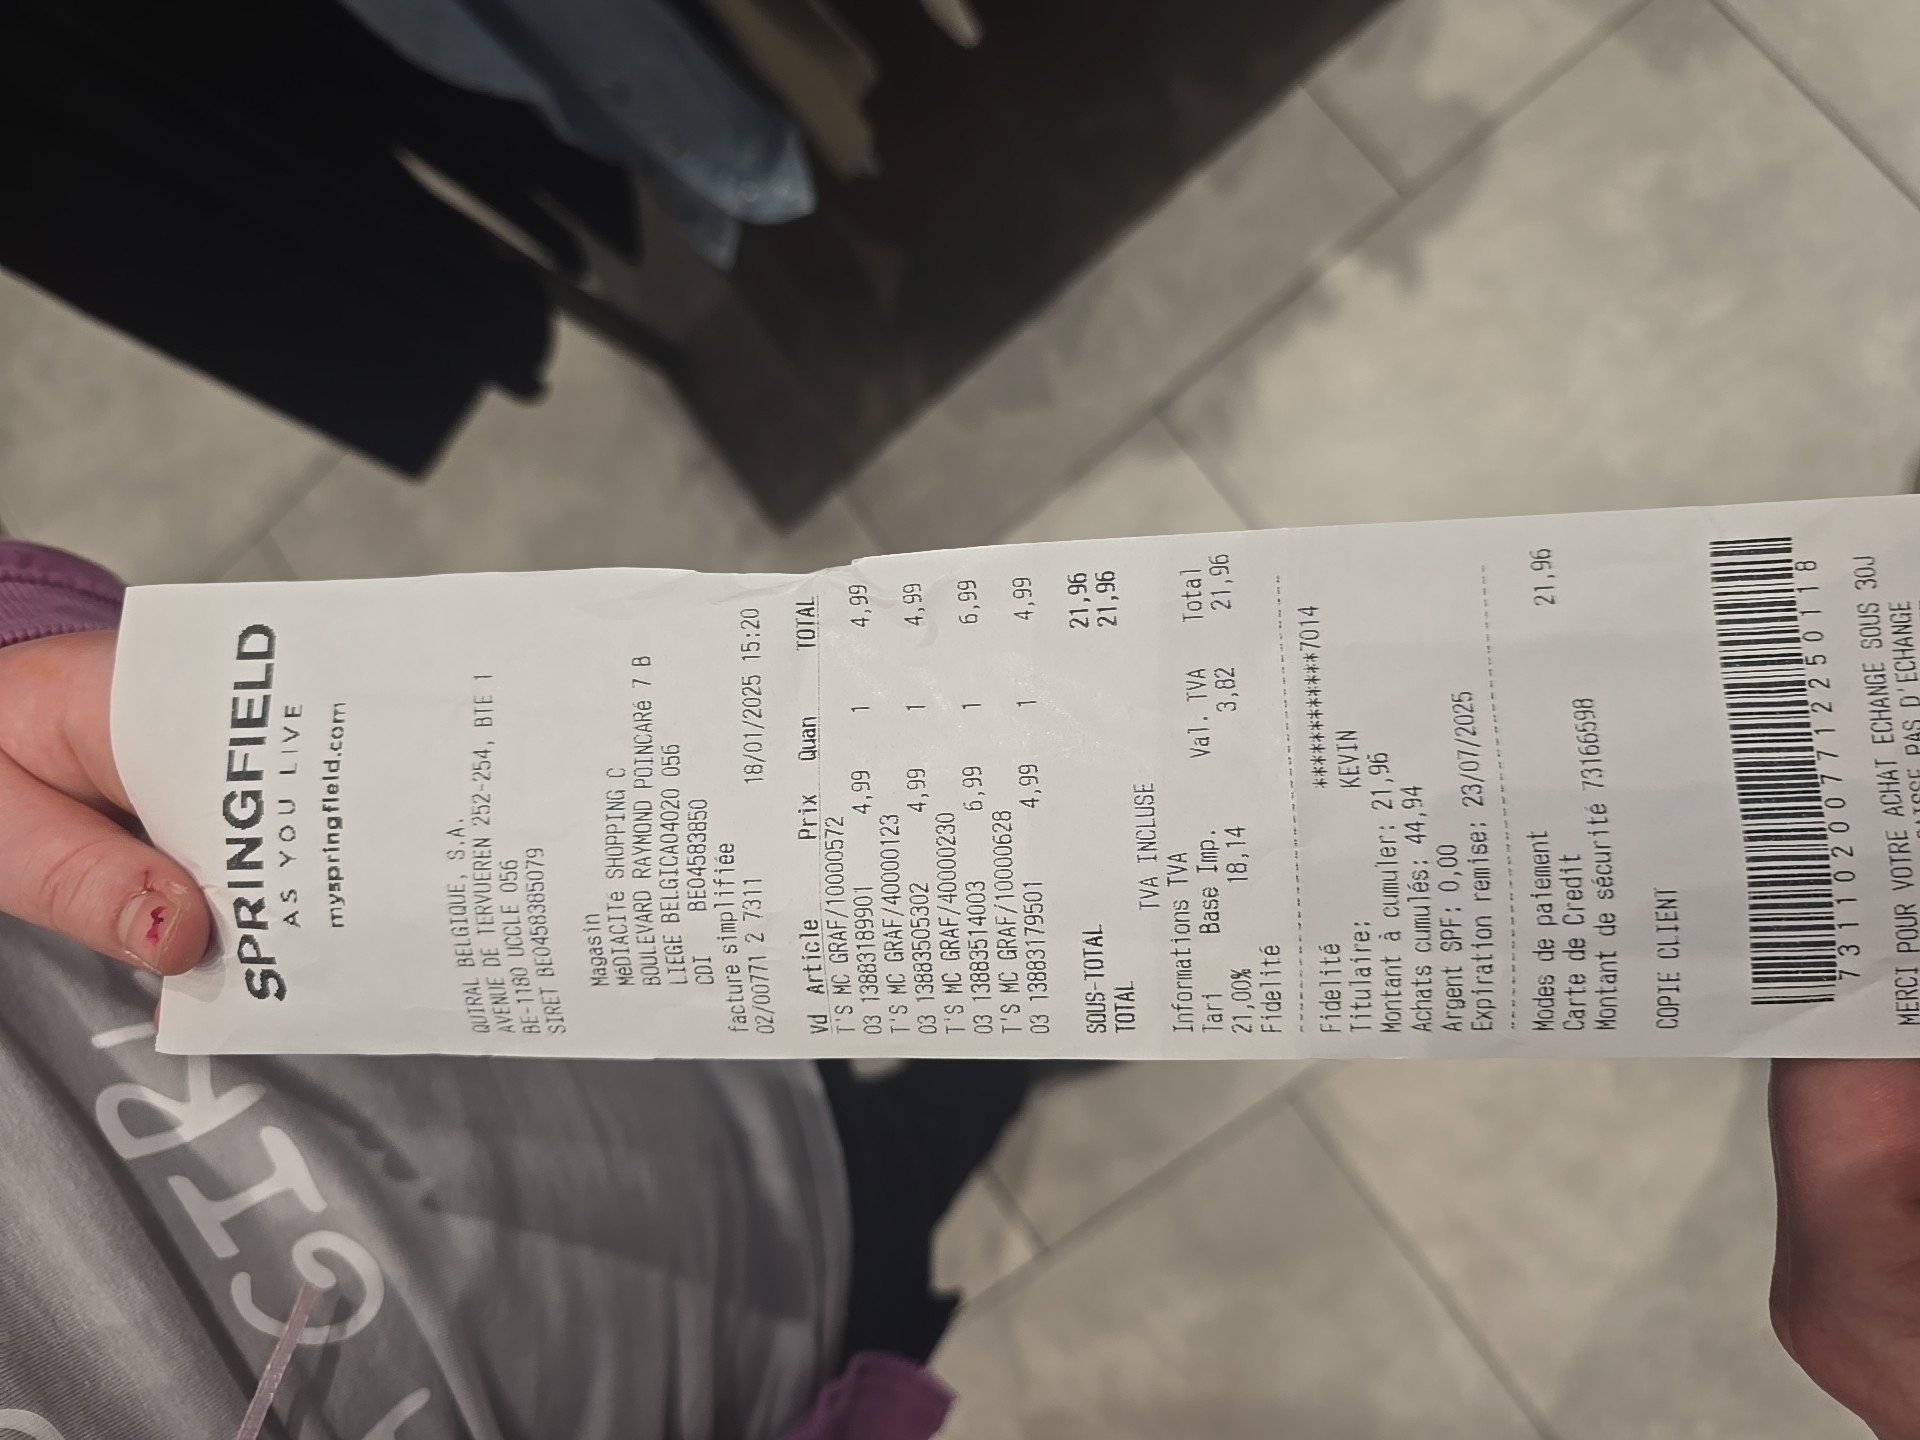 SPRINGFIELD
AS YOU LIVE
myspringfield.com
QUIRAL BELGIQUE, S.A.
AVENUE DE TERVUEREN 252-254, BTE 1
BE-1180 UCCLE 056
SIRET BE0458385079
Magasin
MéDIACITé SHOPPING C
BOULEVARD RAYMOND POINCARé 7 B
LIEGE BELGICA04020 056
CDI BE04583850
facture simplifiée
02/00771 2 7311 18/01/2025 15:20
Vd Article Prix Quan TOTAL
T'S MC GRAF/10000572
03 13883189901 4,99 1 4,99
T'S MC GRAF/40000123
03 13883505302 4,99 1 4,99
T'S MC GRAF/40000230
03 13883514003 6,99 1 6,99
T'S MC GRAF/10000628
03 13883179501 4,99 1 4,99
SOUS-TOTAL 21,96
TOTAL 21,96
TVA INCLUSE
Informations TVA
Tari Base Imp. Val. TVA Total
21,00% 18,14 3,82 21,96
Fidelité
Fidelité ************7014
Titulaire: KEVIN
Montant à cumuler: 21,96
Achats cumulés: 44,94
Argent SPF: 0,00
Expiration remise: 23/07/2025
Modes de paiement
Carte de Credit 21,96
Montant de sécurité 73166598
COPIE CLIENT
7311020077122501 18
MERCI POUR VOTRE ACHAT ECHANGE SOUS 30J
PAS D'ECHANGE
GIR